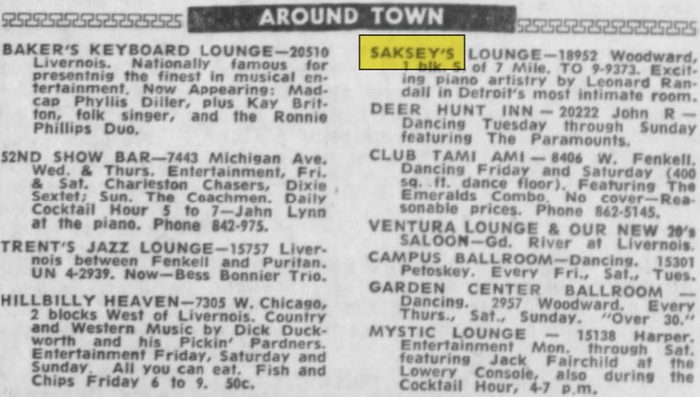 AROUND TOWN
BAKER'S KEYBOARD LOUNGE—20510
Livernois. Nationally famous for
presentnig the finest in musical en-
tertainment. Now Appearing: Mad-
cap Phyllis Diller, plus Kay Brit-
ton, folk singer, and the Ronnie
Phillips Duo.
52ND SHOW BAR—7443 Michigan Ave.
Wed. & Thurs. Entertainment, Fri.
& Sat. Charleston Chasers, Dixie
Sextet; Sun. The Coachmen. Daily
Cocktail Hour 5 to 7—Jahn Lynn
at the piano. Phone 842-975.
TRENT'S JAZZ LOUNGE—15757 Liver-
nois between Fenkell and Puritan.
UN 4-2939. Now—Bess Bonnier Trio.
HILLBILLY HEAVEN—7305 W. Chicago,
2 blocks West of Livernois. Country
and Western Music by Dick Duck-
worth and his Pickin' Pardners.
Entertainment Friday, Saturday and
Sunday. All you can eat. Fish and
Chips Friday 6 to 9. 50c.
SAKSEY'S LOUNGE—18952 Woodward,
1 blk. S. of 7 Mile. TO 9-9373. Excit-
ing piano artistry by Leonard Ran-
dall in Detroit's most intimate room.
DEER HUNT INN — 20222 John R —
Dancing Tuesday through Sunday
featuring The Paramounts.
CLUB TAMI AMI — 8406 W. Fenkell.
Dancing Friday and Saturday (400
sq. ft. dance floor). Featuring The
Emeralds Combo. No cover—Rea-
sonable prices. Phone 862-5145.
VENTURA LOUNGE & OUR NEW 20's
SALOON—Gd. River at Livernois.
CAMPUS BALLROOM—Dancing. 15301
Petoskey. Every Fri., Sat., Tues.
GARDEN CENTER BALLROOM —
Dancing. 2957 Woodward. Every
Thurs., Sat., Sunday. "Over 30."
MYSTIC LOUNGE — 15138 Harper.
Entertainment Mon. through Sat.
featuring Jack Fairchild at the
Lowery Console, also during the
Cocktail Hour, 4-7 p.m.